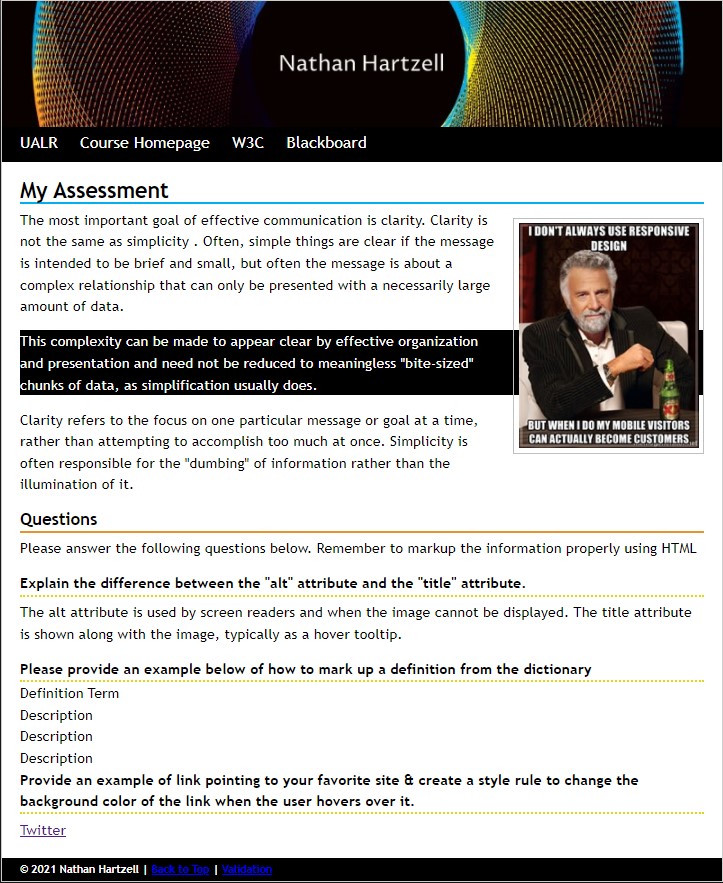 Nathan Hartzell
UALR Course Homepage W3C Blackboard
My Assessment
The most important goal of effective communication is clarity. Clarity is
not the same as simplicity . Often, simple things are clear if the message
is intended to be brief and small, but often the message is about a
complex relationship that can only be presented with a necessarily large
amount of data.
I DON'T ALWAYS USE RESPONSIVE
DESIGN
BUT WHEN I DO MY MOBILE VISITORS
CAN ACTUALLY BECOME CUSTOMERS
This complexity can be made to appear clear by effective organization
and presentation and need not be reduced to meaningless "bite-sized"
chunks of data, as simplification usually does.
Clarity refers to the focus on one particular message or goal at a time,
rather than attempting to accomplish too much at once. Simplicity is
often responsible for the "dumbing" of information rather than the
illumination of it.
Questions
Please answer the following questions below. Remember to markup the information properly using HTML
Explain the difference between the "alt" attribute and the "title" attribute.
The alt attribute is used by screen readers and when the image cannot be displayed. The title attribute
is shown along with the image, typically as a hover tooltip.
Please provide an example below of how to mark up a definition from the dictionary
Definition Term
Description
Description
Description
Provide an example of link pointing to your favorite site & create a style rule to change the
background color of the link when the user hovers over it.
Twitter
© 2021 Nathan Hartzell | Back to Top | Validation